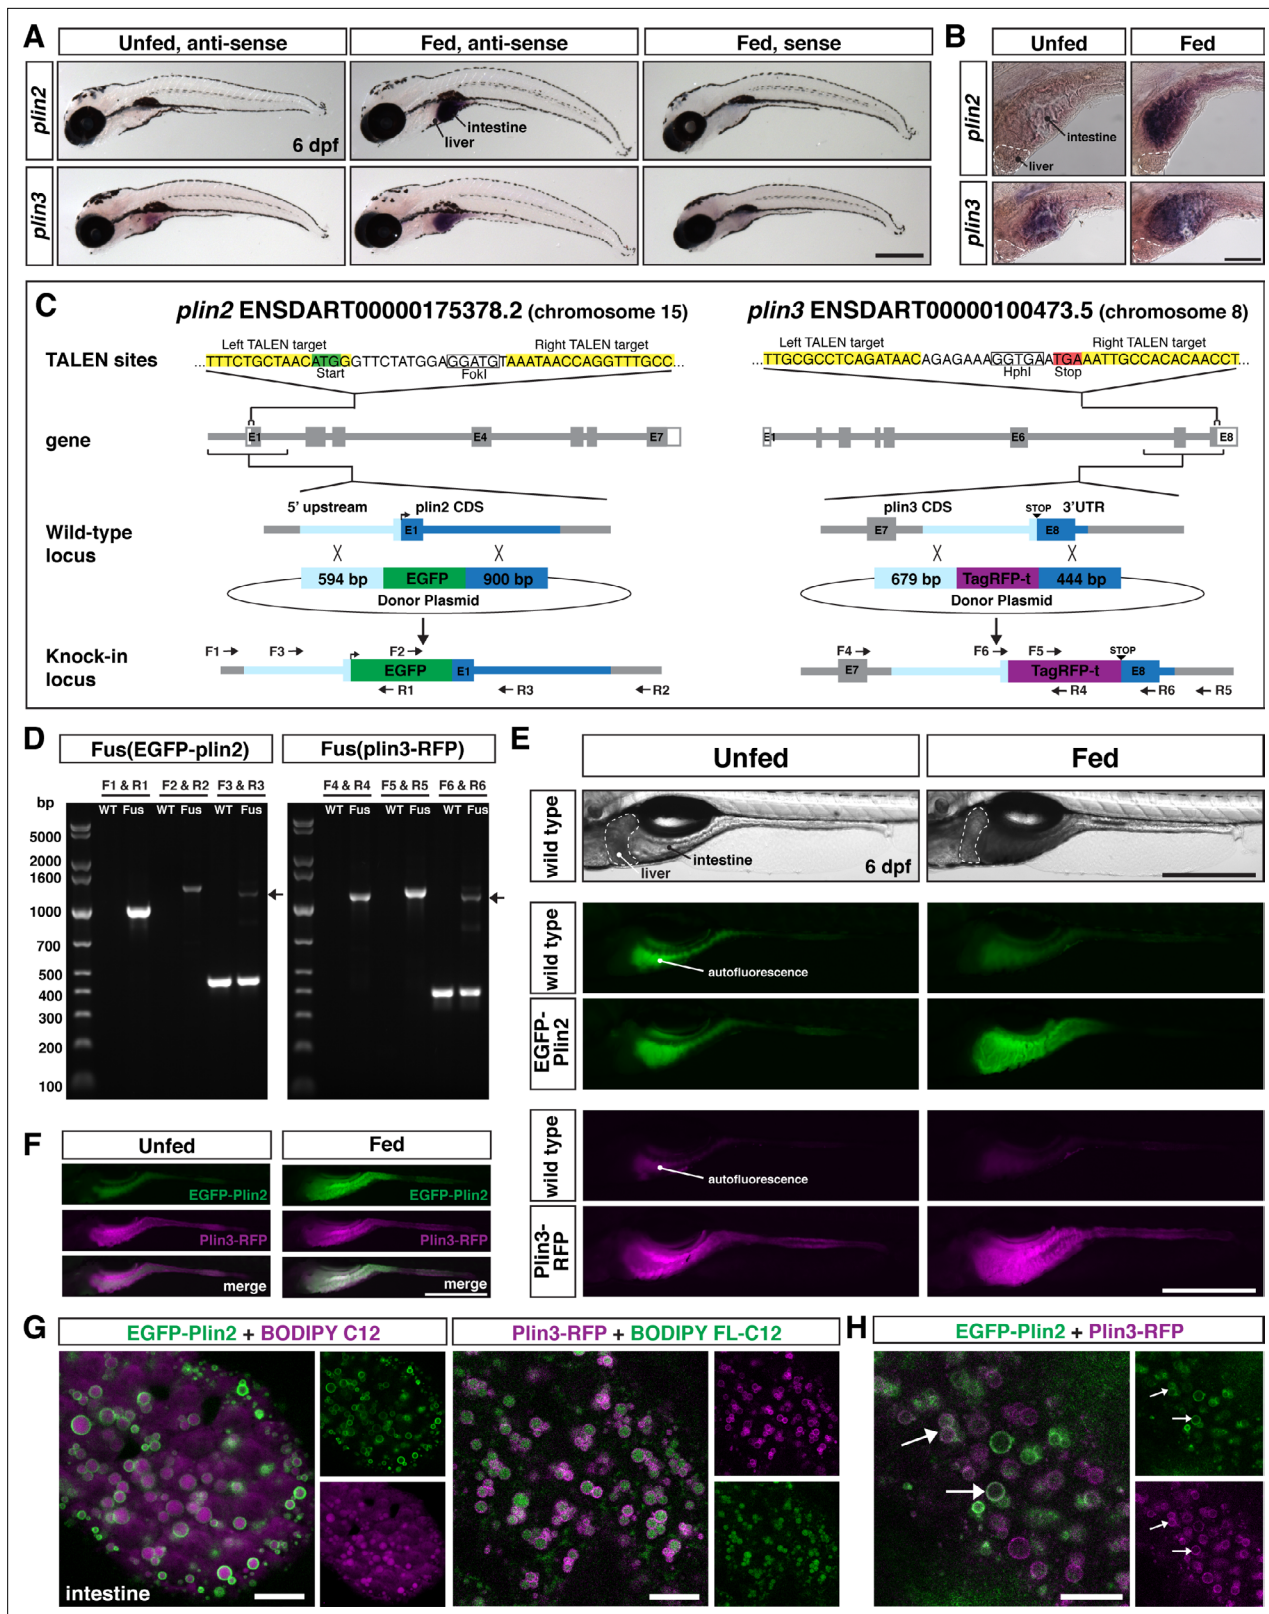 A
Unfed, anti-sense
Fed, anti-sense
Fed, sense
plin2
6 dpf
intestine
liver
plin3
B
Unfed
Fed
plin2
intestine
liver
plin3
C
plin2 ENSDART00000175378.2 (chromosome 15)
plin3 ENSDART00000100473.5 (chromosome 8)
TALEN sites
Left TALEN target
Right TALEN target
...TTTCTGCTAACATGGGTTCTATGGAGGATGTAAATAACCAGGTTTGCC...
Start
FokI
Left TALEN target
Right TALEN target
...TTGCGCCTCAGATAACAGAGAAAGGTGAATGAAATTGCCACACAACCT...
HphI
Stop
gene
E1
E4
E7
E1
E6
E8
Wild-type locus
5' upstream
plin2 CDS
E1
plin3 CDS
STOP
3'UTR
E7
E8
594 bp
EGFP
900 bp
Donor Plasmid
679 bp
TagRFP-t
444 bp
Donor Plasmid
Knock-in locus
F1
F3
F2
EGFP
E1
R1
R3
R2
F4
F6
F5
STOP
E7
TagRFP-t
E8
R4
R6
R5
D
Fus(EGFP-plin2)
Fus(plin3-RFP)
F1 & R1
F2 & R2
F3 & R3
F4 & R4
F5 & R5
F6 & R6
bp
WT Fus
WT Fus
WT Fus
WT Fus
WT Fus
WT Fus
5000
2000
1600
1000
700
500
400
300
200
100
E
Unfed
Fed
wild type
liver
intestine
6 dpf
wild type
autofluorescence
EGFP-Plin2
wild type
autofluorescence
Plin3-RFP
F
Unfed
Fed
EGFP-Plin2
EGFP-Plin2
Plin3-RFP
Plin3-RFP
merge
merge
G
EGFP-Plin2 + BODIPY C12
intestine
Plin3-RFP + BODIPY FL-C12
H
EGFP-Plin2 + Plin3-RFP